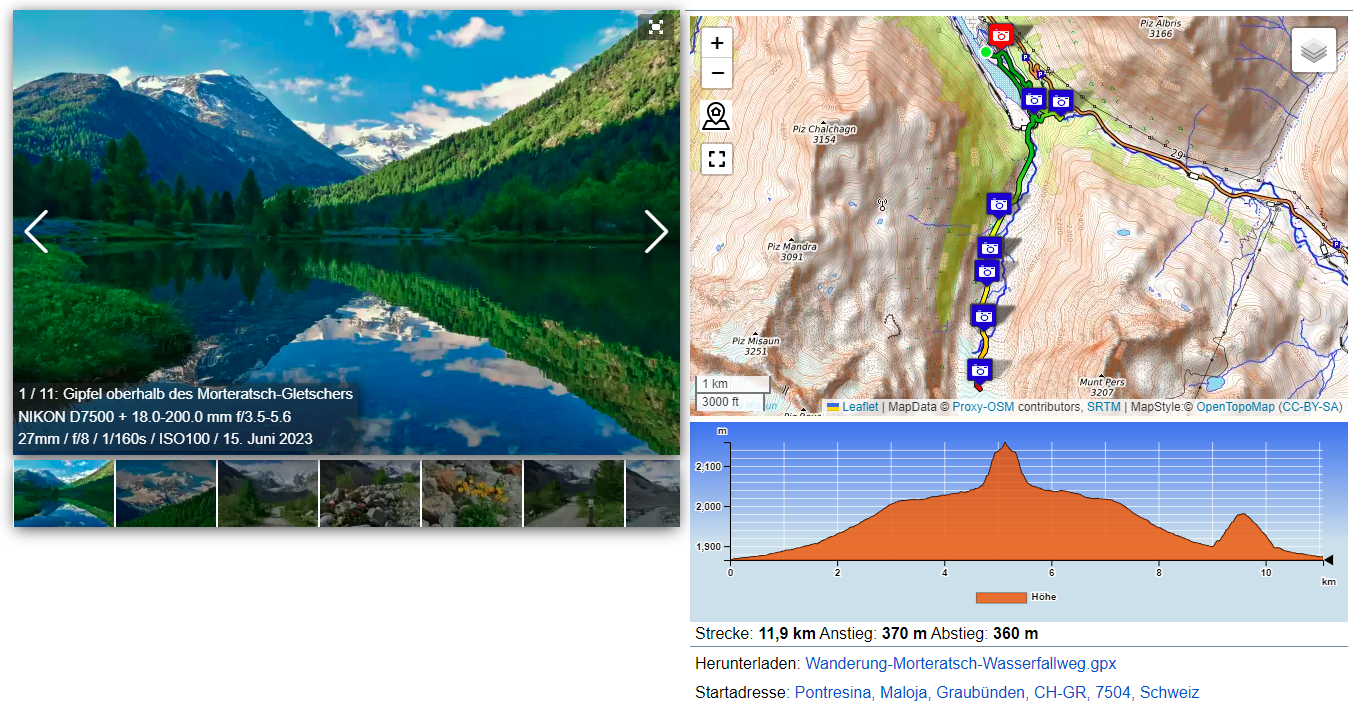 1 / 11: Gipfel oberhalb des Morteratsch-Gletschers
NIKON D7500 + 18.0-200.0 mm f/3.5-5.6
27mm / f/8 / 1/160s / ISO100 / 15. Juni 2023
+
−
Piz Albris
3166
Piz Chalchagn
3154
29
Piz Mandra
3091
Piz Misaun
3251
Munt Pers
3207
1 km
3000 ft
Leaflet | MapData © Proxy-OSM contributors, SRTM | MapStyle:© OpenTopoMap (CC-BY-SA)
m
2,100
2,000
1,900
0 2 4 6 8 10
km
Höhe
Strecke: 11,9 km Anstieg: 370 m Abstieg: 360 m
Herunterladen: Wanderung-Morteratsch-Wasserfallweg.gpx
Startadresse: Pontresina, Maloja, Graubünden, CH-GR, 7504, Schweiz